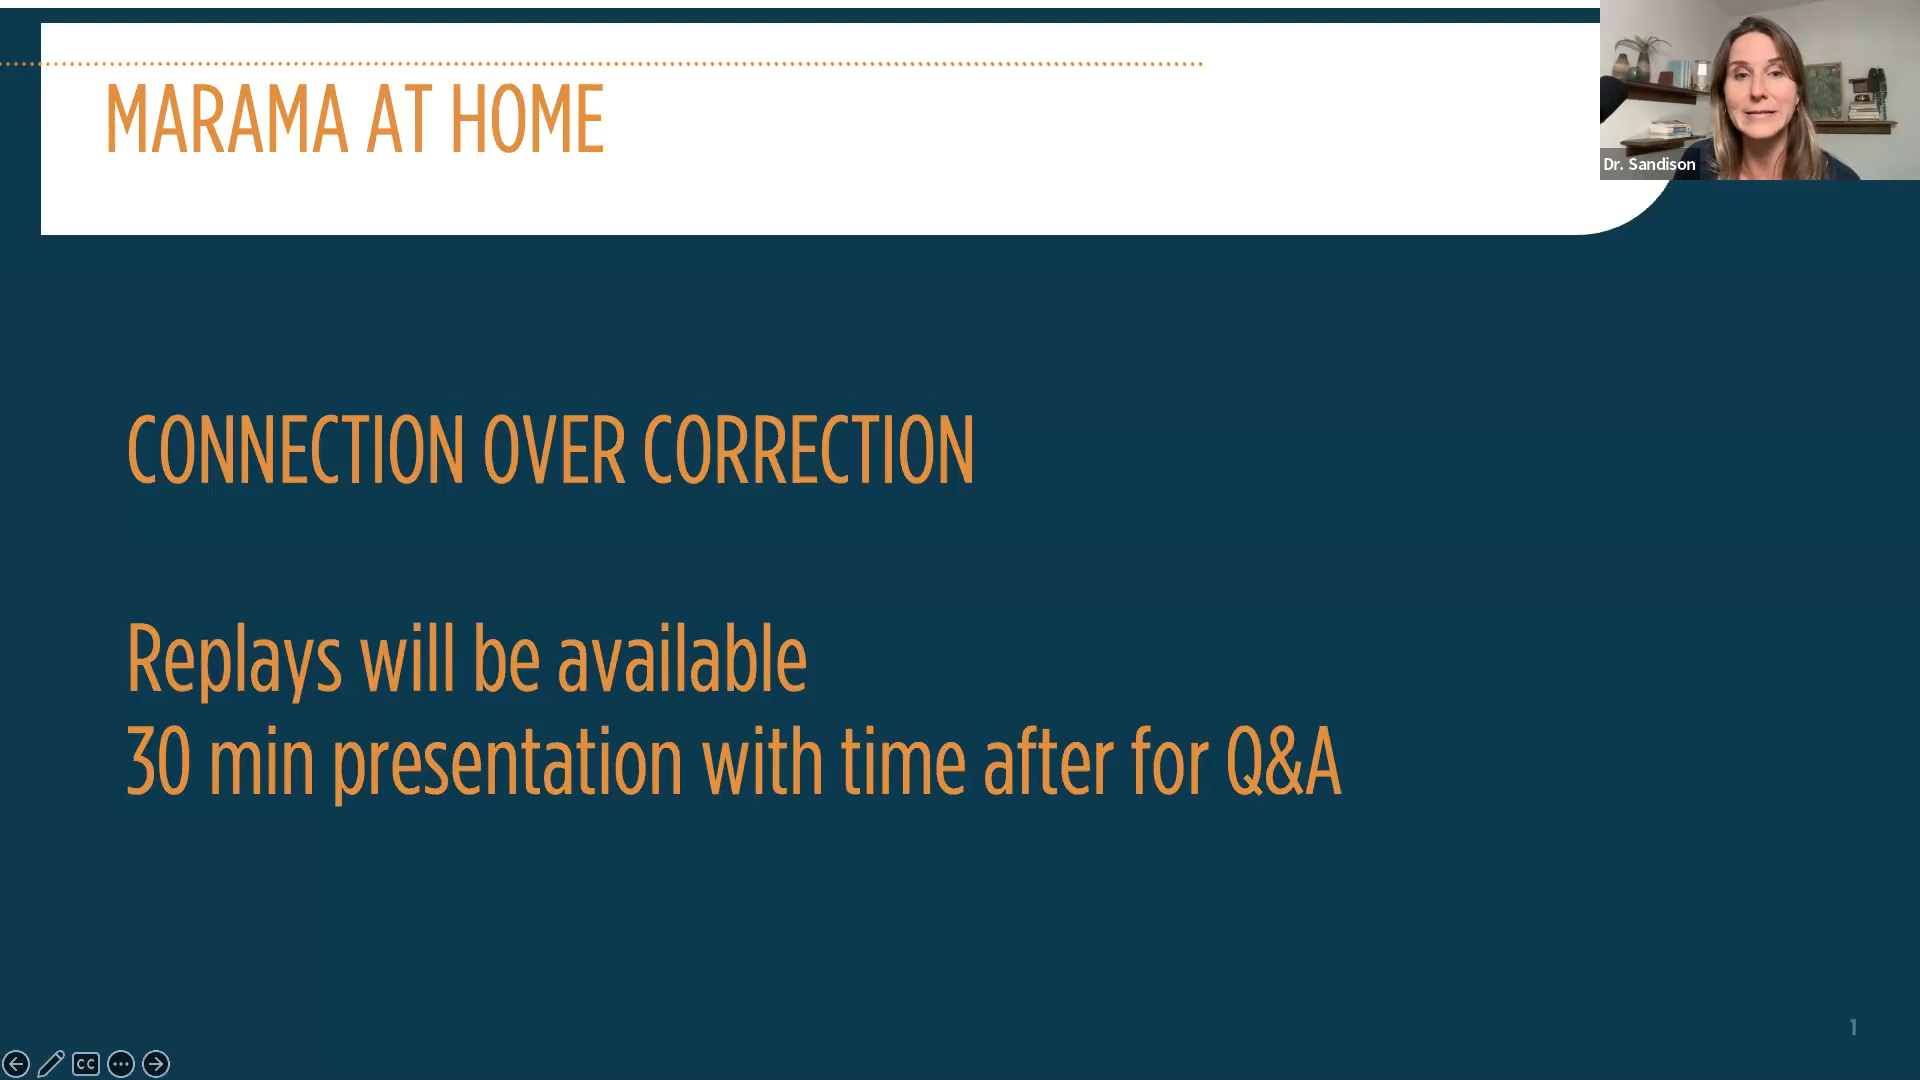 MARAMA AT HOME
Dr. Sandison
CONNECTION OVER CORRECTION
Replays will be available
30 min presentation with time after for Q&A
1
CC